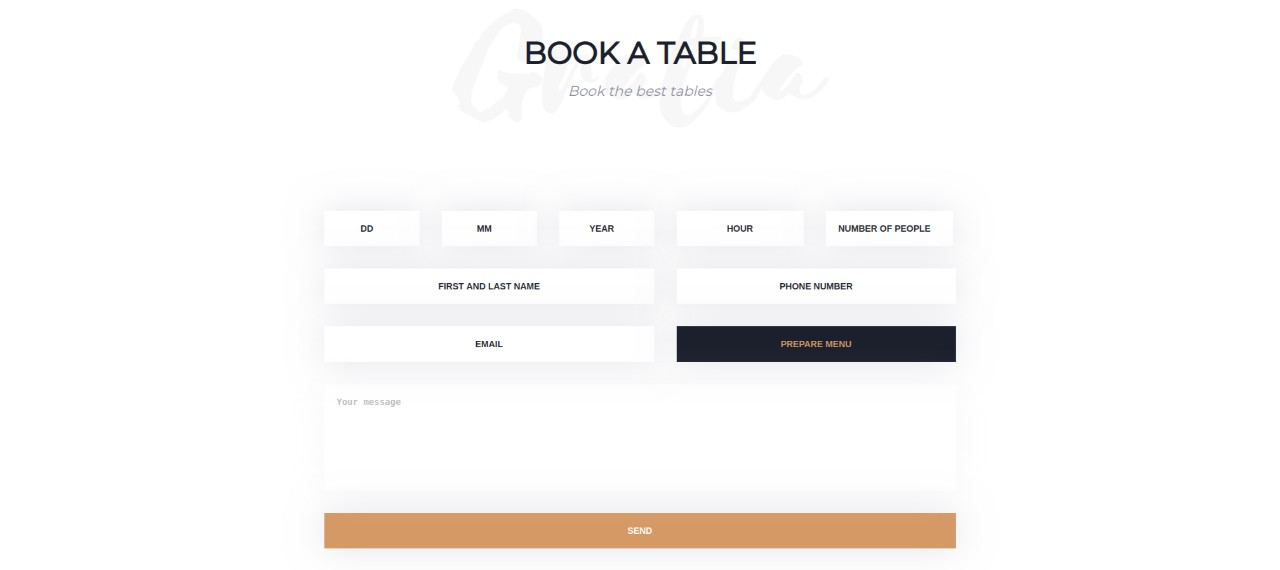 Gratia
BOOK A TABLE
Book the best tables
DD MM YEAR HOUR NUMBER OF PEOPLE
FIRST AND LAST NAME PHONE NUMBER
EMAIL PREPARE MENU
Your message
SEND